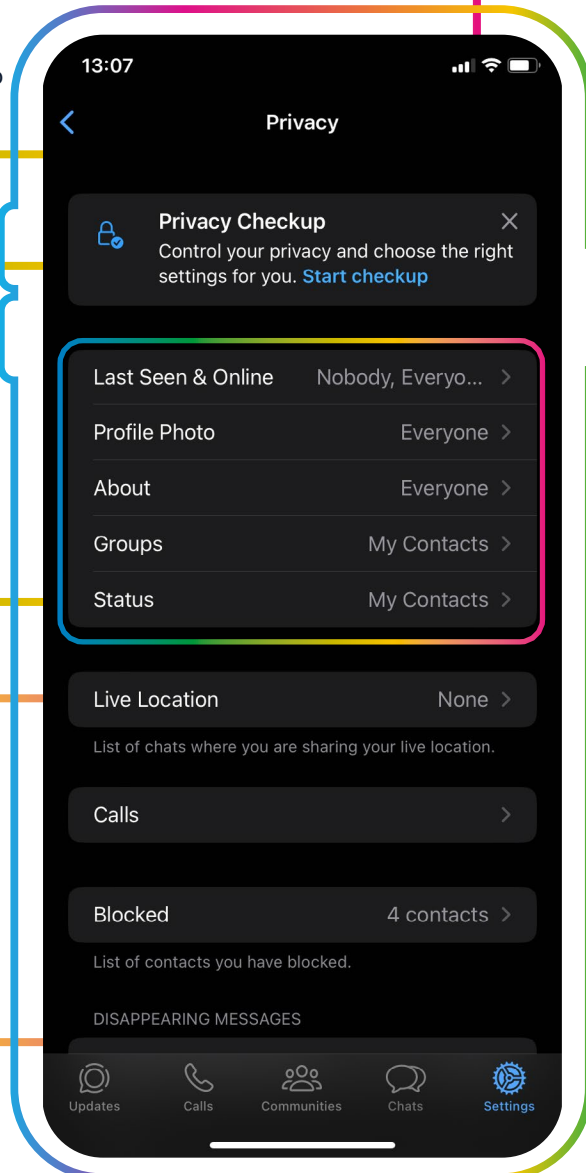 13:07
Privacy
Privacy Checkup
Control your privacy and choose the right
settings for you. Start checkup
Last Seen & Online Nobody, Everyo...
Profile Photo Everyone
About Everyone
Groups My Contacts
Status My Contacts
Live Location None
List of chats where you are sharing your live location.
Calls
Blocked 4 contacts
List of contacts you have blocked.
DISAPPEARING MESSAGES
Updates Calls Communities Chats Settings